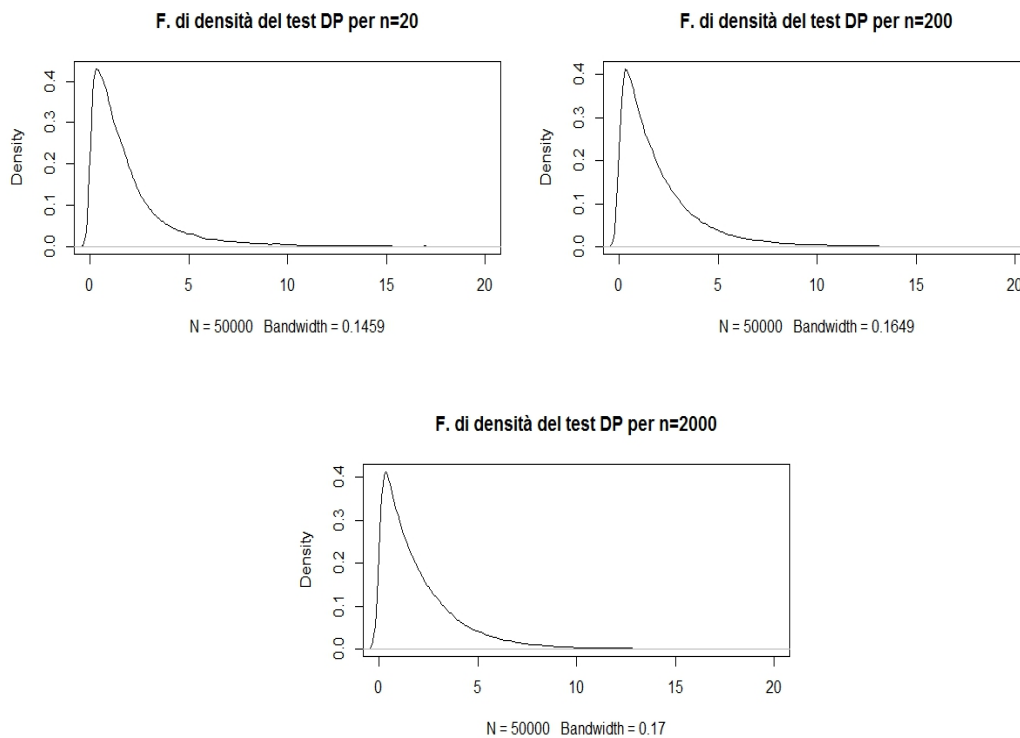 F. di densità del test DP per n=20
Density
0.0 0.1 0.2 0.3 0.4
0 5 10 15 20
N = 50000 Bandwidth = 0.1459
F. di densità del test DP per n=200
Density
0.0 0.1 0.2 0.3 0.4
0 5 10 15 20
N = 50000 Bandwidth = 0.1649
F. di densità del test DP per n=2000
Density
0.0 0.1 0.2 0.3 0.4
0 5 10 15 20
N = 50000 Bandwidth = 0.17